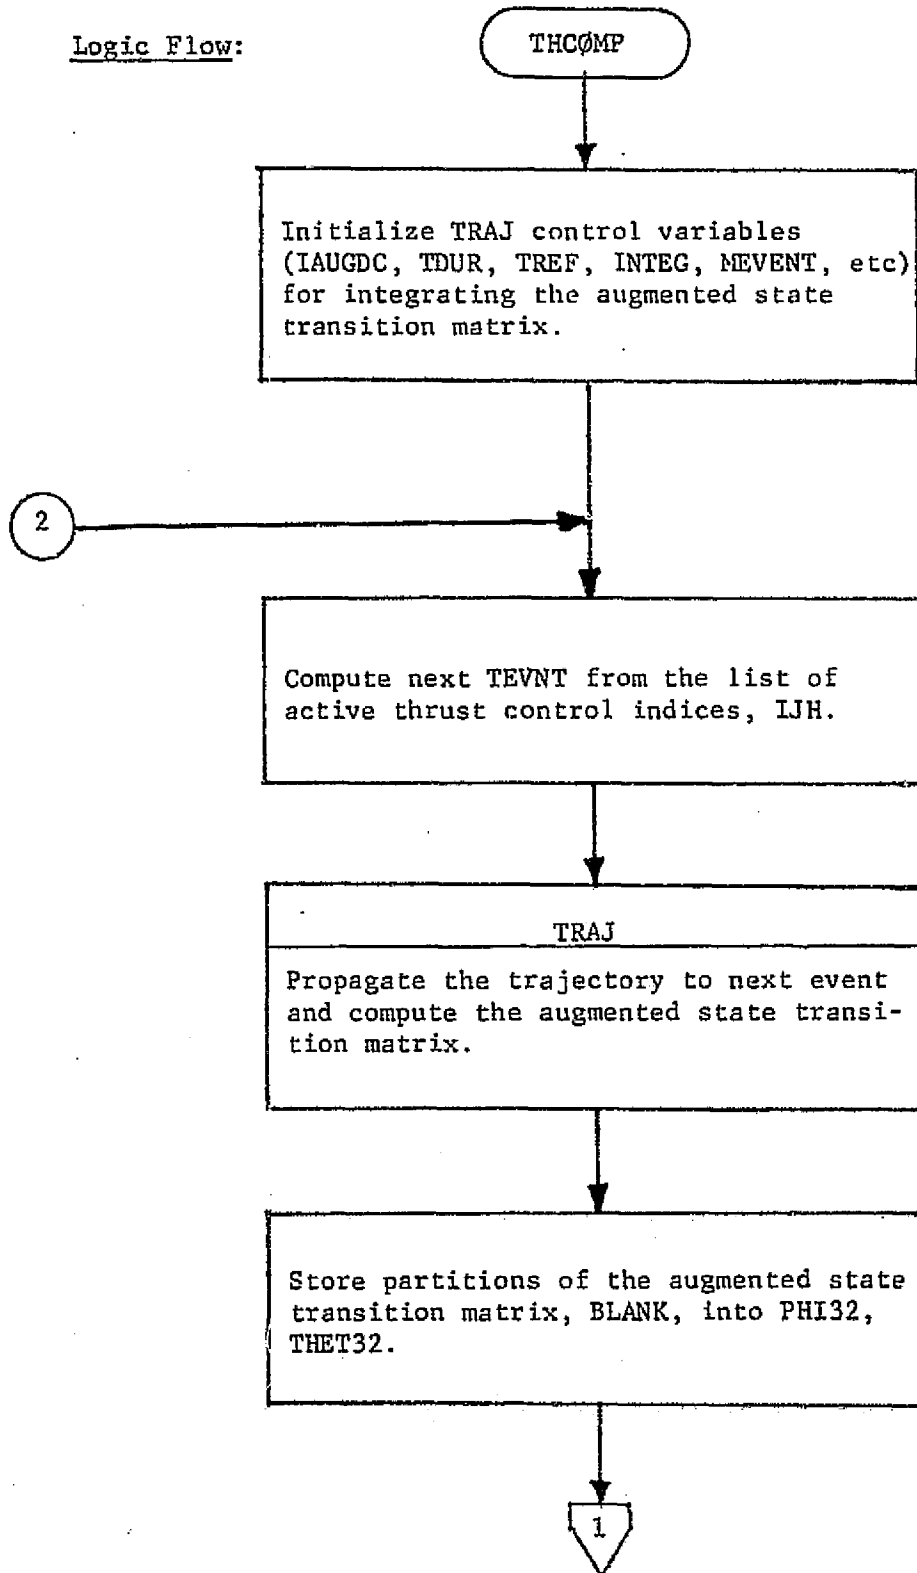 Logic Flow:
THCØMP
Initialize TRAJ control variables
(IAUGDC, TDUR, TREF, INTEG, MEVENT, etc)
for integrating the augmented state
transition matrix.
2
Compute next TEVNT from the list of
active thrust control indices, IJH.
TRAJ
Propagate the trajectory to next event
and compute the augmented state transi-
tion matrix.
Store partitions of the augmented state
transition matrix, BLANK, into PHI32,
THET32.
1